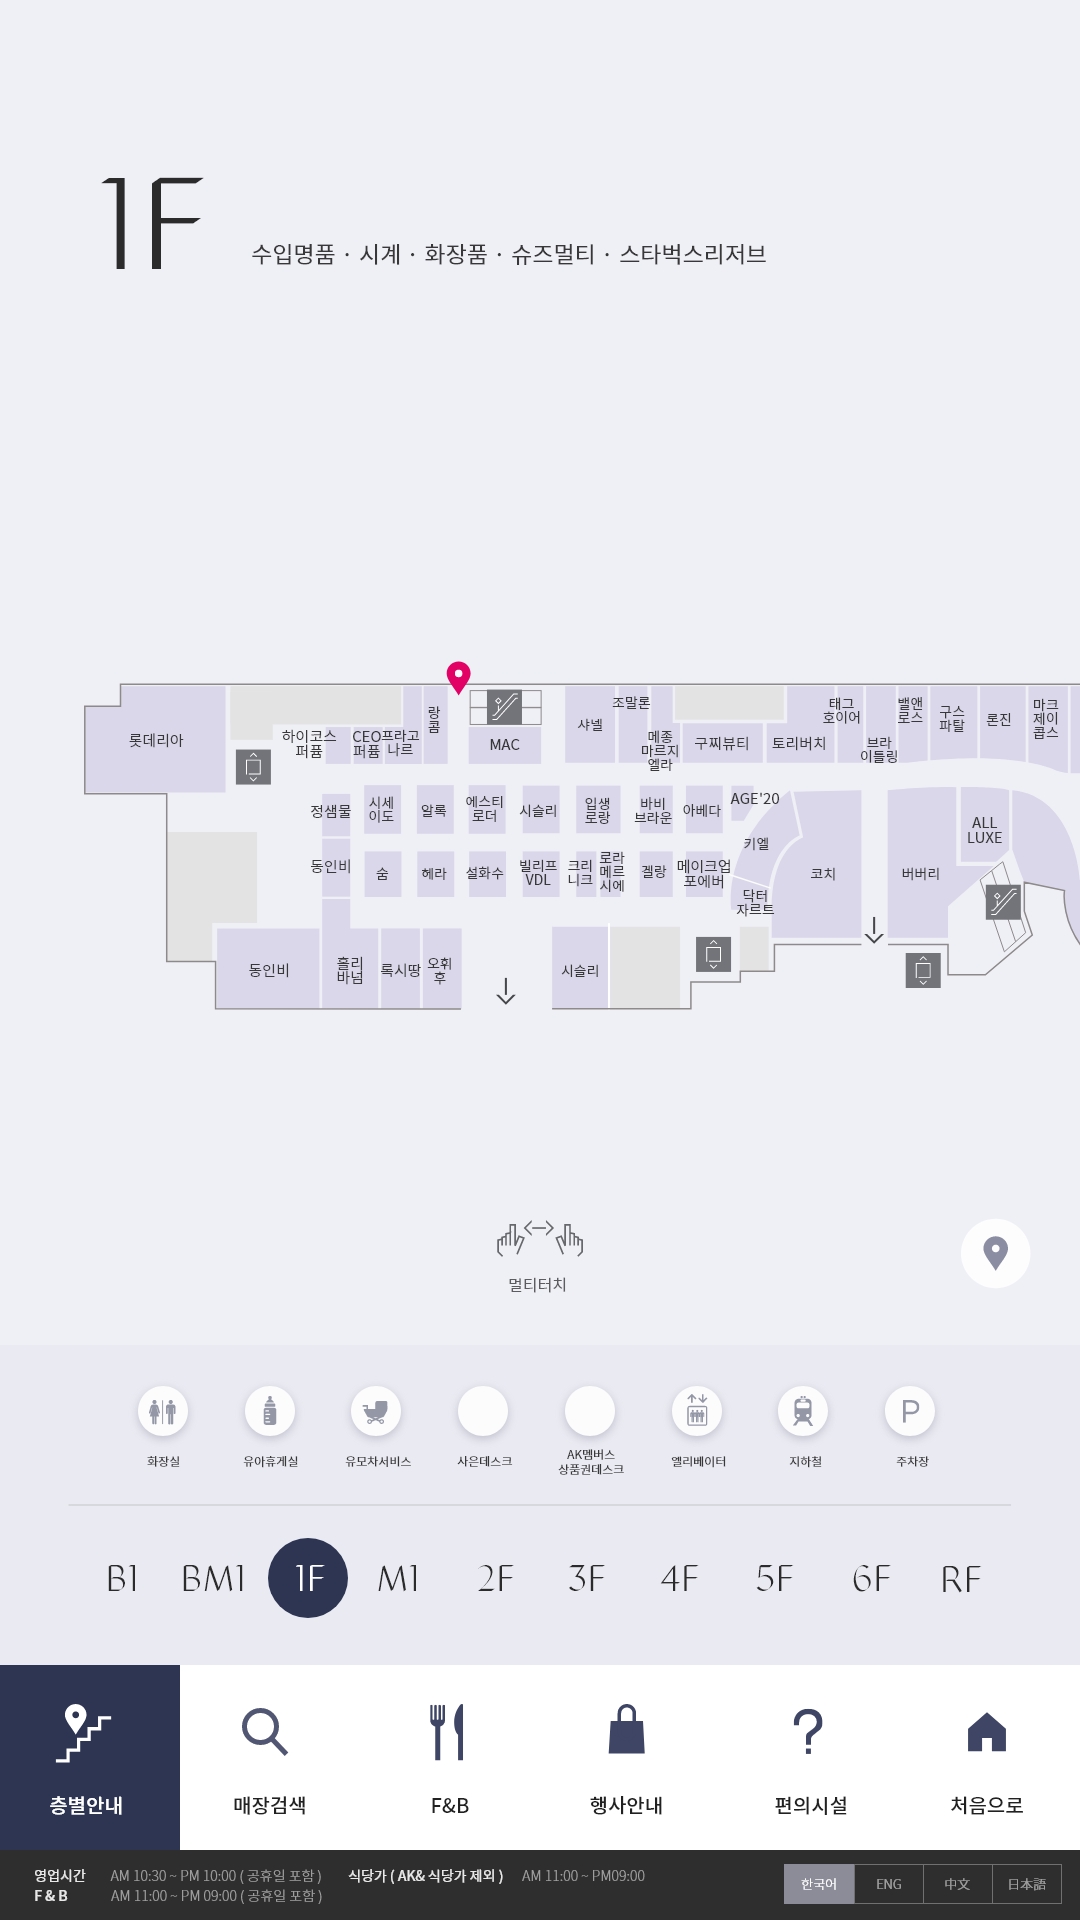 1F
수입명품 · 시계 · 화장품 · 슈즈멀티 · 스타벅스리저브
롯데리아
하이코스
퍼퓸
CEO
퍼퓸
프라고
나르
랑
콤
MAC
샤넬
조말론
메종
마르지
엘라
구찌뷰티
토리버치
태그
호이어
브라
이틀링
밸앤
로스
구스
파탈
론진
마크
제이
콥스
정샘물
시세
이도
알록
에스티
로더
시슬리
입생
로랑
바비
브라운
아베다
AGE'20
키엘
ALL
LUXE
동인비
숨
헤라
설화수
빌리프
VDL
크리
니크
로라
메르
시에
겔랑
메이크업
포에버
닥터
자르트
코치
버버리
동인비
홀리
바넘
록시땅
오휘
후
시슬리
멀티터치
화장실
유아휴게실
유모차서비스
사은데스크
AK멤버스
상품권데스크
엘리베이터
지하철
P
주차장
B1
BM1
1F
M1
2F
3F
4F
5F
6F
RF
층별안내
매장검색
F&B
행사안내
편의시설
처음으로
영업시간 AM 10:30 ~ PM 10:00 ( 공휴일 포함 ) 식당가 ( AK& 식당가 제외 ) AM 11:00 ~ PM09:00
F & B AM 11:00 ~ PM 09:00 ( 공휴일 포함 )
한국어
ENG
中文
日本語